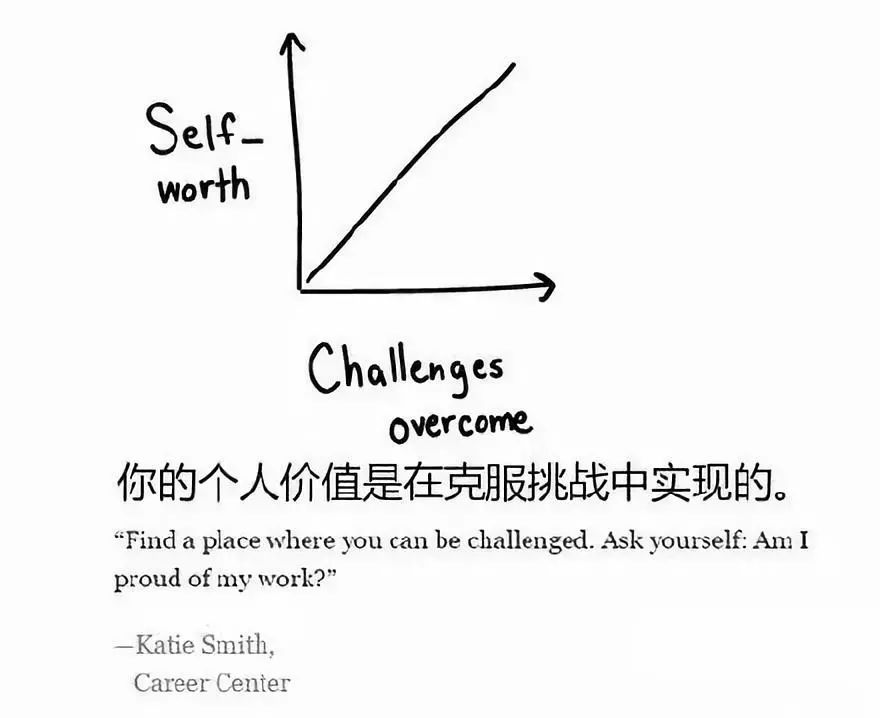 Self-
worth
Challenges
overcome
你的个人价值是在克服挑战中实现的。
“Find a place where you can be challenged. Ask yourself: Am I
proud of my work?”
—Katie Smith,
Career Center